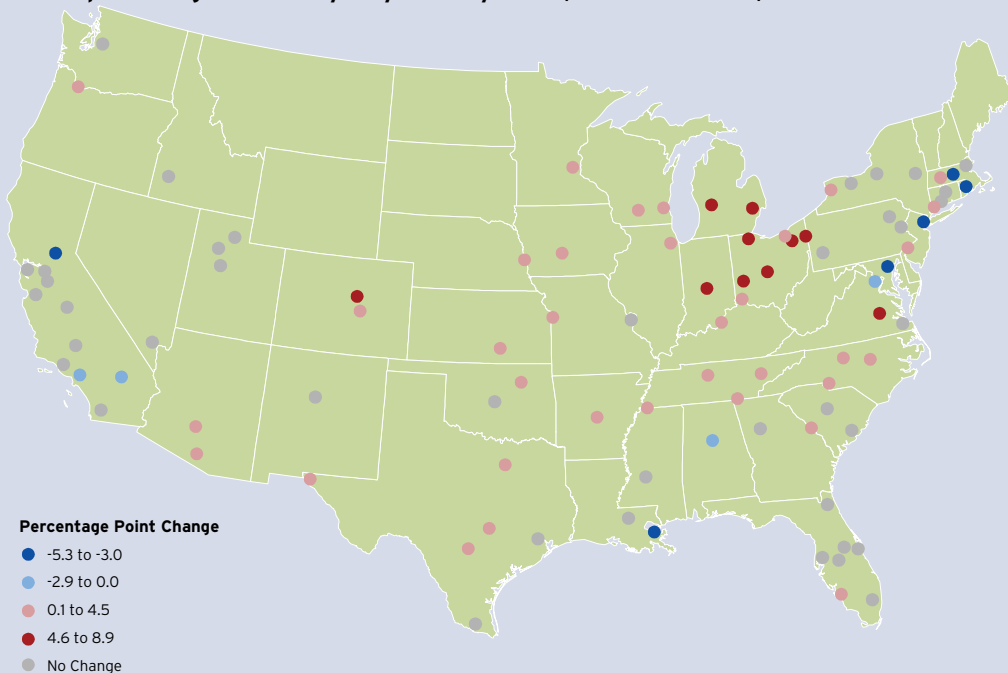 Percentage Point Change
-5.3 to -3.0
-2.9 to 0.0
0.1 to 4.5
4.6 to 8.9
No Change